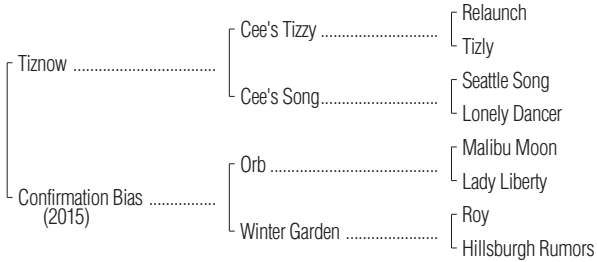 Relaunch
Cee's Tizzy
Tizly
Tiznow
Seattle Song
Cee's Song
Lonely Dancer
Malibu Moon
Orb
Lady Liberty
Confirmation Bias
(2015)
Roy
Winter Garden
Hillsburgh Rumors